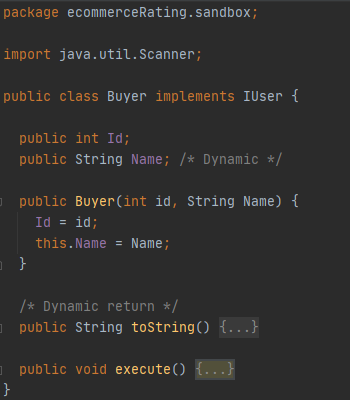 package ecommerceRating.sandbox;
import java.util.Scanner;
public class Buyer implements IUser {
public int Id;
public String Name; /* Dynamic */
public Buyer(int id, String Name) {
Id = id;
this.Name = Name;
}
/* Dynamic return */
public String toString() {...}
public void execute() {...}
}